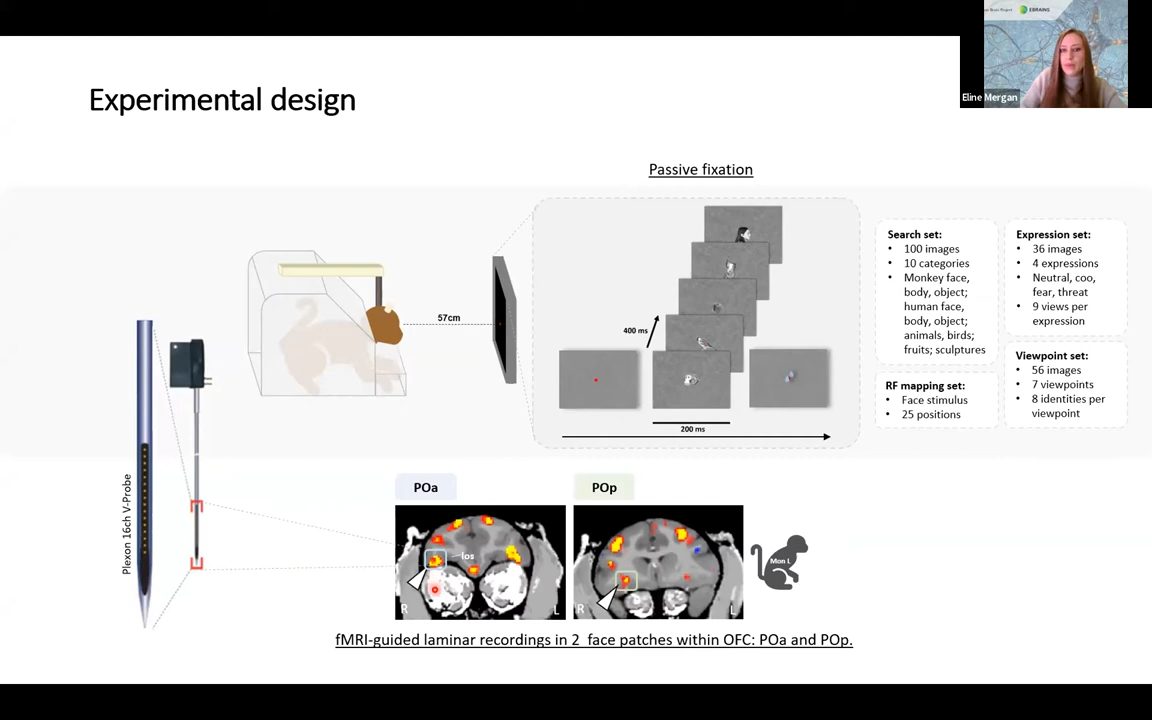 EBRAINS
Eline Mergan
Experimental design
Passive fixation
57cm
400 ms
200 ms
Search set:
• 100 images
• 10 categories
• Monkey face,
body, object;
human face,
body, object;
animals, birds;
fruits; sculptures
RF mapping set:
• Face stimulus
• 25 positions
Expression set:
• 36 images
• 4 expressions
• Neutral, coo,
fear, threat
• 9 views per
expression
Viewpoint set:
• 56 images
• 7 viewpoints
• 8 identities per
viewpoint
Plexon 16ch V-Probe
POa
POp
los
R
L
R
L
Mon L
fMRI-guided laminar recordings in 2 face patches within OFC: POa and POp.